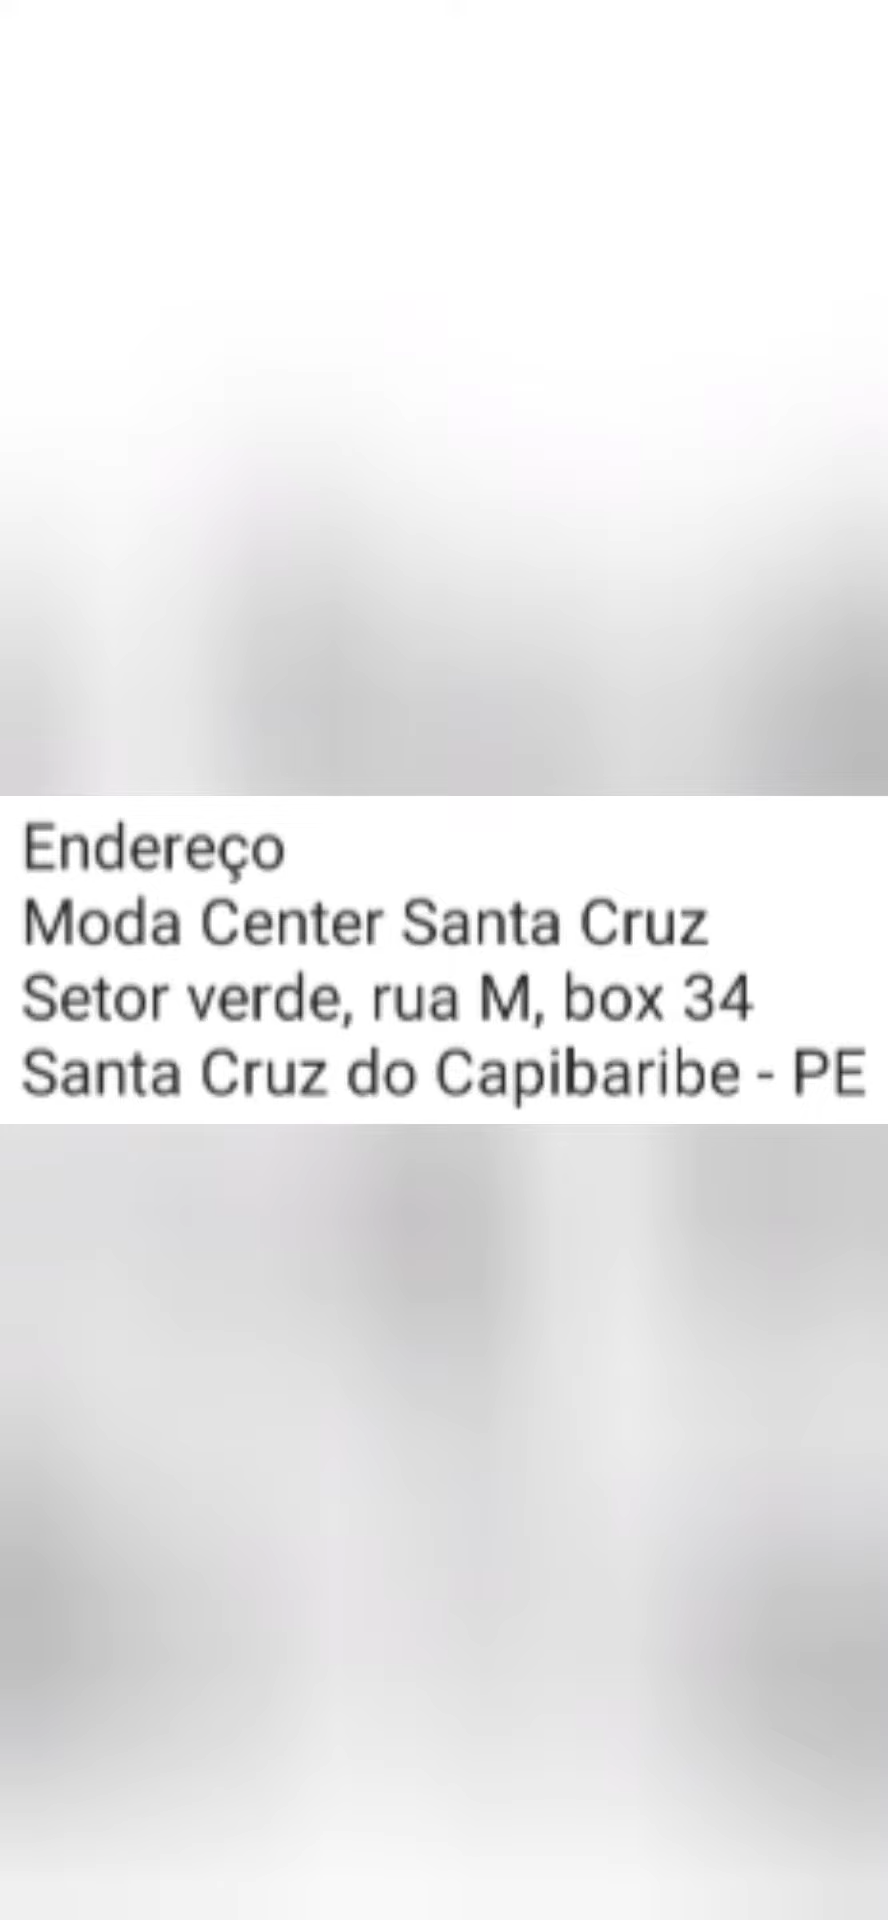 Endereço
Moda Center Santa Cruz
Setor verde, rua M, box 34
Santa Cruz do Capibaribe - PE